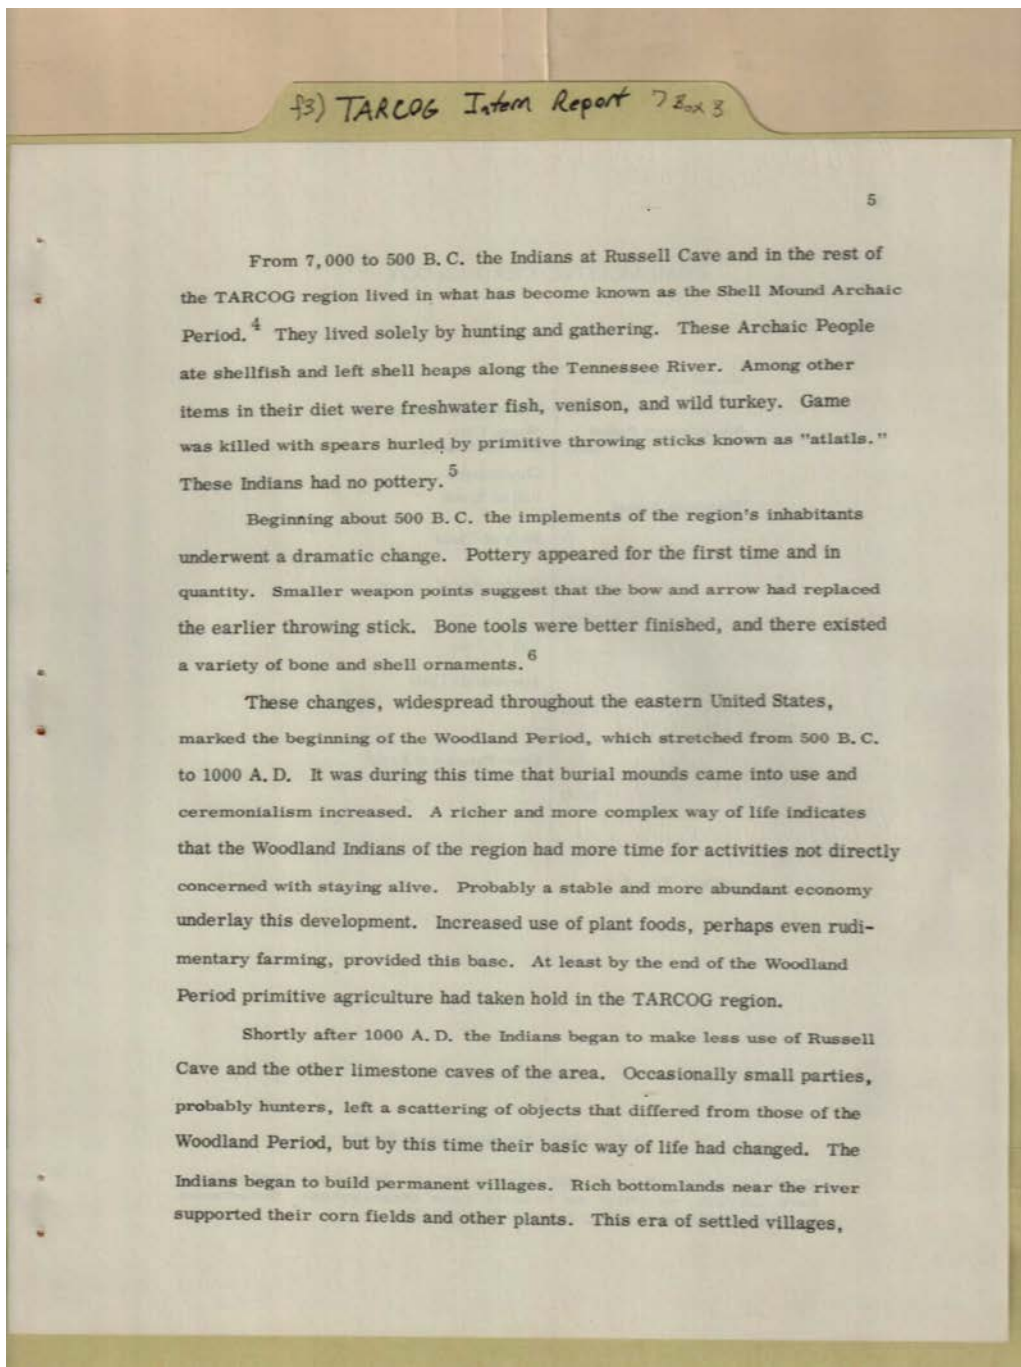 f3) TARCOG Intern Report 7 Box 3
5
From 7,000 to 500 B.C. the Indians at Russell Cave and in the rest of
the TARCOG region lived in what has become known as the Shell Mound Archaic
Period.4 They lived solely by hunting and gathering. These Archaic People
ate shellfish and left shell heaps along the Tennessee River. Among other
items in their diet were freshwater fish, venison, and wild turkey. Game
was killed with spears hurled by primitive throwing sticks known as "atlatls."
These Indians had no pottery.5
Beginning about 500 B.C. the implements of the region's inhabitants
underwent a dramatic change. Pottery appeared for the first time and in
quantity. Smaller weapon points suggest that the bow and arrow had replaced
the earlier throwing stick. Bone tools were better finished, and there existed
a variety of bone and shell ornaments.6
These changes, widespread throughout the eastern United States,
marked the beginning of the Woodland Period, which stretched from 500 B.C.
to 1000 A.D. It was during this time that burial mounds came into use and
ceremonialism increased. A richer and more complex way of life indicates
that the Woodland Indians of the region had more time for activities not directly
concerned with staying alive. Probably a stable and more abundant economy
underlay this development. Increased use of plant foods, perhaps even rudi-
mentary farming, provided this base. At least by the end of the Woodland
Period primitive agriculture had taken hold in the TARCOG region.
Shortly after 1000 A.D. the Indians began to make less use of Russell
Cave and the other limestone caves of the area. Occasionally small parties,
probably hunters, left a scattering of objects that differed from those of the
Woodland Period, but by this time their basic way of life had changed. The
Indians began to build permanent villages. Rich bottomlands near the river
supported their corn fields and other plants. This era of settled villages,